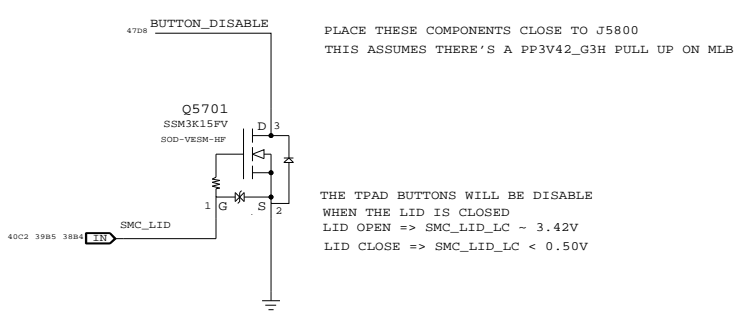 47D8 BUTTON_DISABLE
PLACE THESE COMPONENTS CLOSE TO J5800
THIS ASSUMES THERE'S A PP3V42_G3H PULL UP ON MLB
Q5701
SSM3K15FV
SOD-VESM-HF
D 3
1 G S 2
SMC_LID
40C2 39B5 38B4 IN
THE TPAD BUTTONS WILL BE DISABLE
WHEN THE LID IS CLOSED
LID OPEN => SMC_LID_LC ~ 3.42V
LID CLOSE => SMC_LID_LC < 0.50V